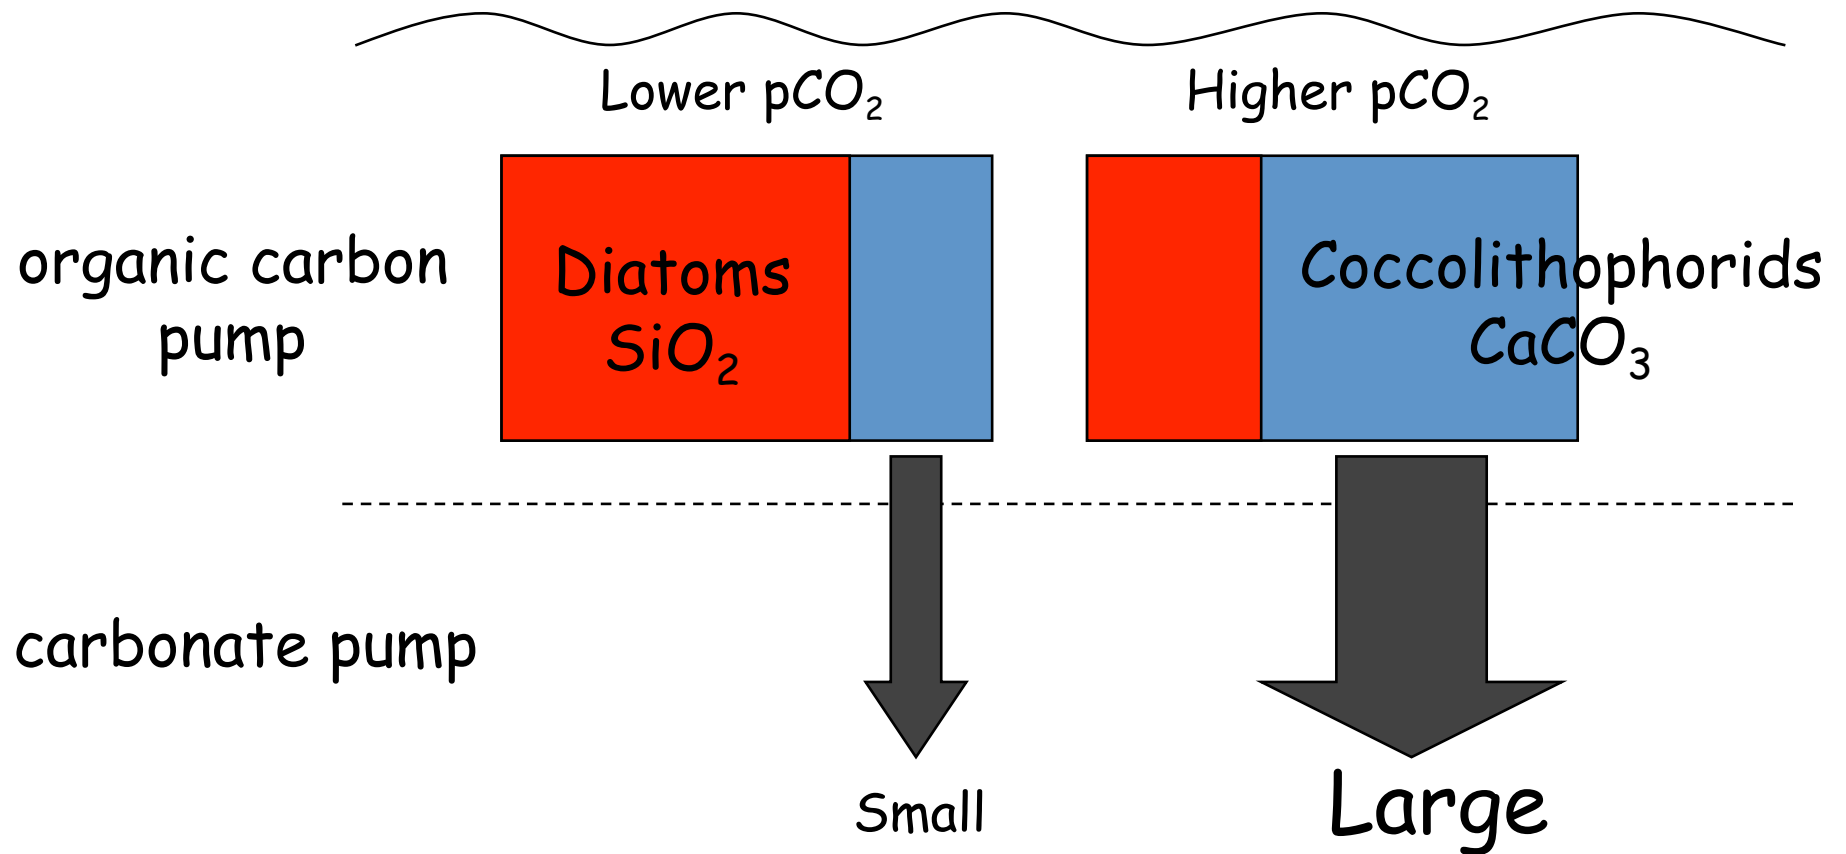 Lower pCO₂
Higher pCO₂
organic carbon
pump
Diatoms
SiO₂
Coccolithophorids
CaCO₃
carbonate pump
Small
Large